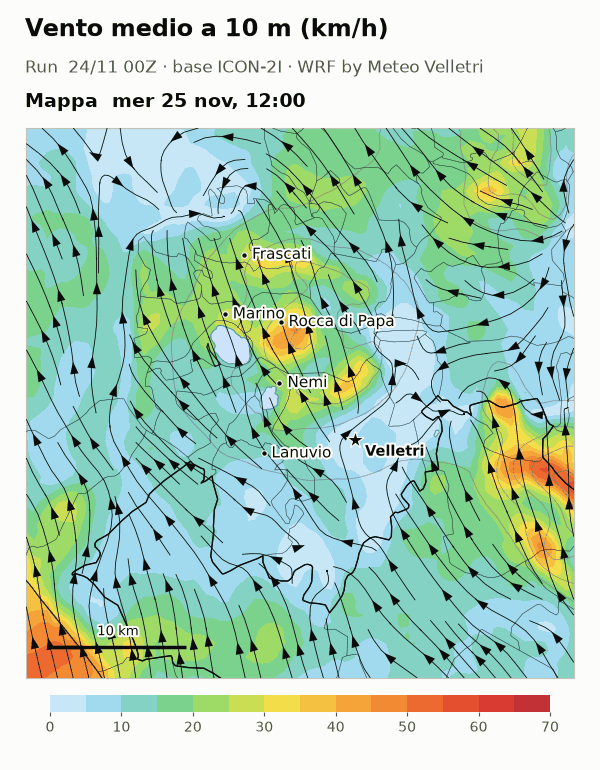 Vento medio a 10 m (km/h)
Run 24/11 00Z · base ICON-2I · WRF by Meteo Velletri
Mappa mer 25 nov, 12:00
Frascati
Marino
Rocca di Papa
Nemi
Velletri
Lanuvio
10 km
0 10 20 30 40 50 60 70